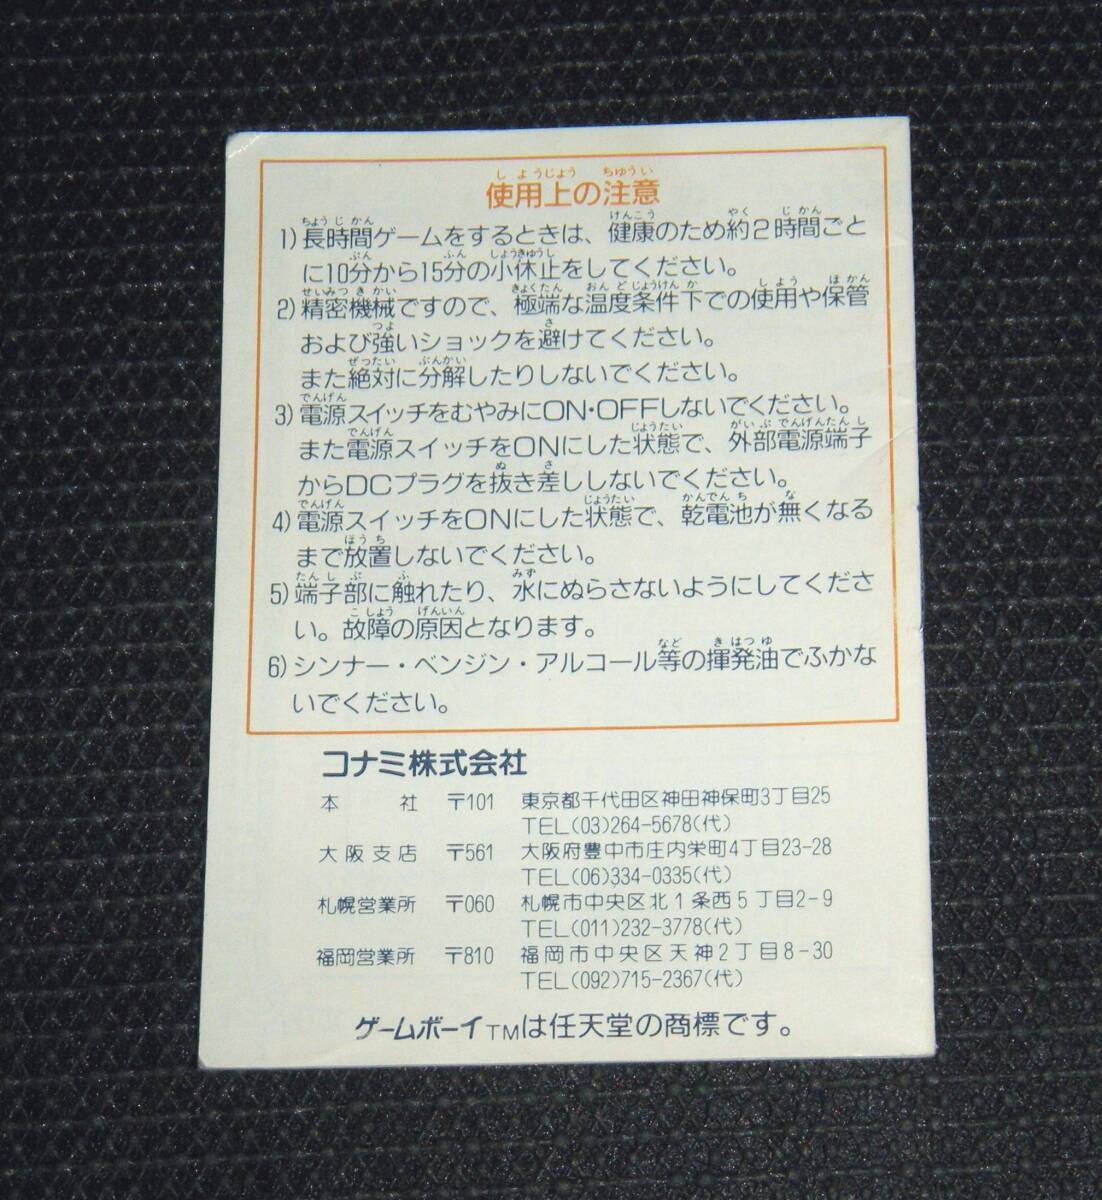 使用上の注意
1)長時間ゲームをするときは、健康のため約2時間ごと
に10分から15分の小休止をしてください。
2)精密機械ですので、極端な温度条件下での使用や保管
および強いショックを避けてください。
また絶対に分解したりしないでください。
3)電源スイッチをむやみにON・OFFしないでください。
また電源スイッチをONにした状態で、外部電源端子
からDCプラグを抜き差ししないでください。
4)電源スイッチをONにした状態で、乾電池が無くなる
まで放置しないでください。
5)端子部に触れたり、水にぬらさないようにしてくださ
い。故障の原因となります。
6)シンナー・ベンジン・アルコール等の揮発油でふかな
いでください。
コナミ株式会社
本社 〒101 東京都千代田区神田神保町3丁目25
TEL(03)264-5678(代)
大阪支店 〒561 大阪府豊中市庄内栄町4丁目23-28
TEL(06)334-0335(代)
札幌営業所 〒060 札幌市中央区北1条西5丁目2-9
TEL(011)232-3778(代)
福岡営業所 〒810 福岡市中央区天神2丁目8-30
TEL(092)715-2367(代)
ゲームボーイTMは任天堂の商標です。